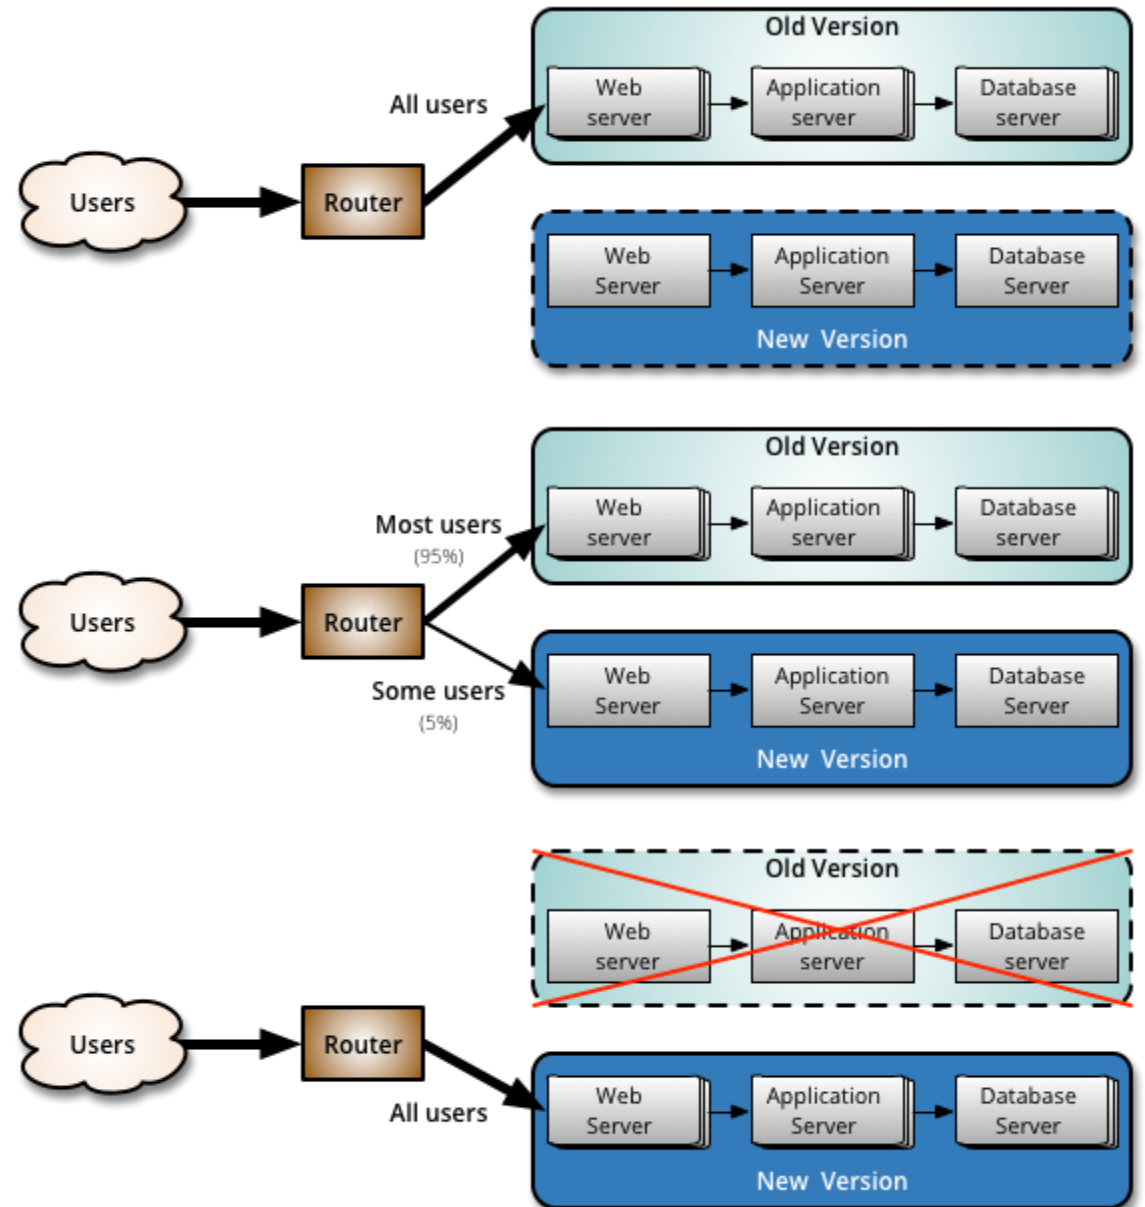 Old Version
Web
server
Application
server
Database
server
All users
Users
Router
Web
Server
Application
Server
Database
Server
New  Version
Old Version
Web
server
Application
server
Database
server
Most users
(95%)
Users
Router
Some users
(5%)
Web
Server
Application
Server
Database
Server
New  Version
Old Version
Web
server
Application
server
Database
server
Users
Router
All users
Web
Server
Application
Server
Database
Server
New  Version